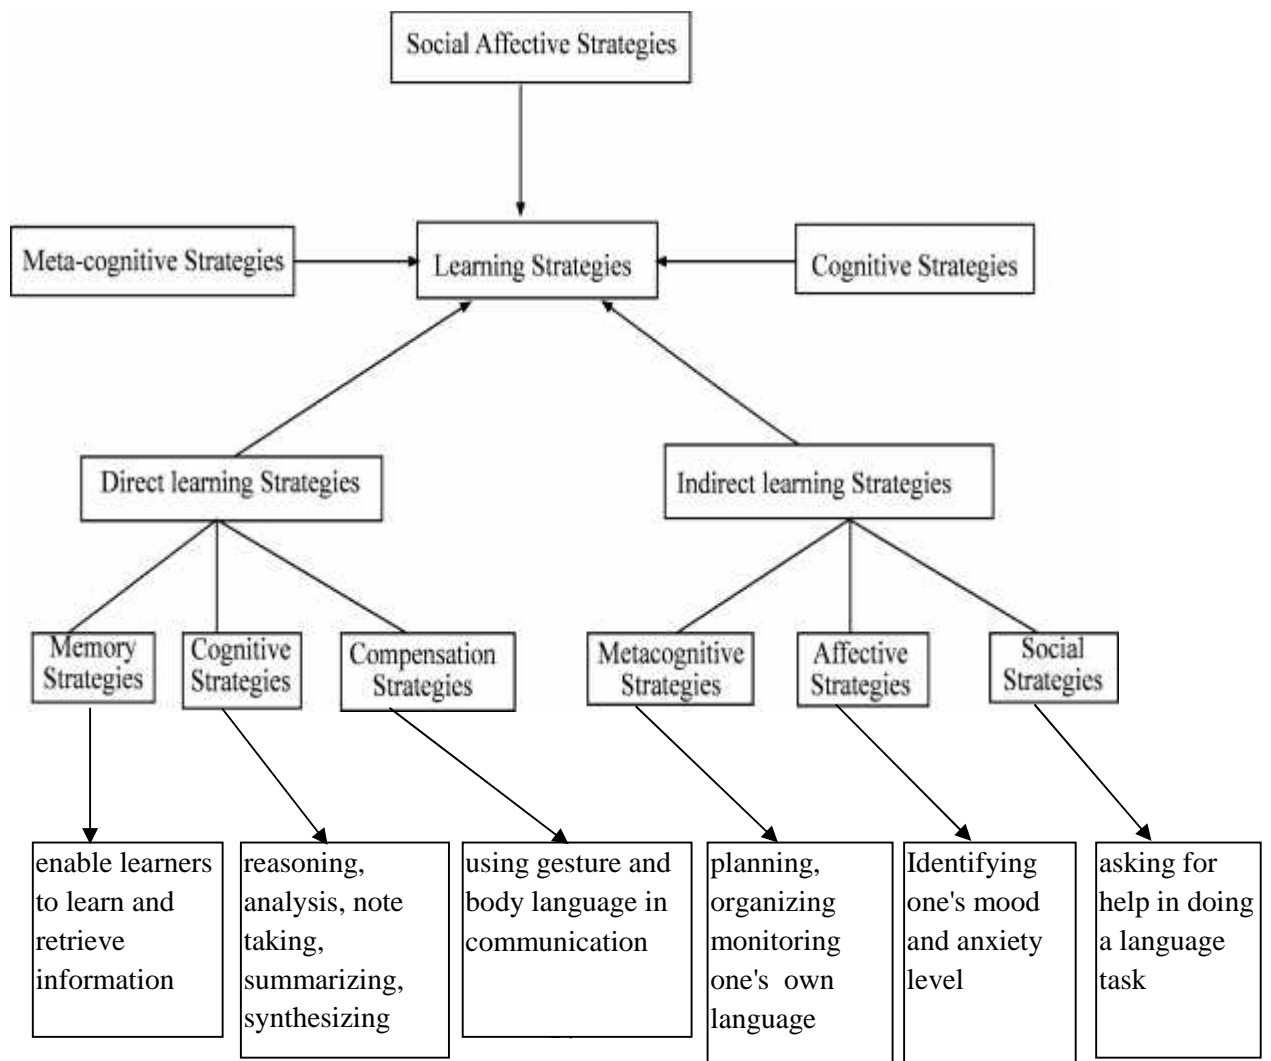 Social Affective Strategies
Meta-cognitive Strategies
Learning Strategies
Cognitive Strategies
Direct learning Strategies
Indirect learning Strategies
Memory
Strategies
Cognitive
Strategies
Compensation
Strategies
Metacognitive
Strategies
Affective
Strategies
Social
Strategies
enable learners
to learn and
retrieve
information
reasoning,
analysis, note
taking,
summarizing,
synthesizing
using gesture and
body language in
communication
planning,
organizing
monitoring
one's own
language
Identifying
one's mood
and anxiety
level
asking for
help in doing
a language
task